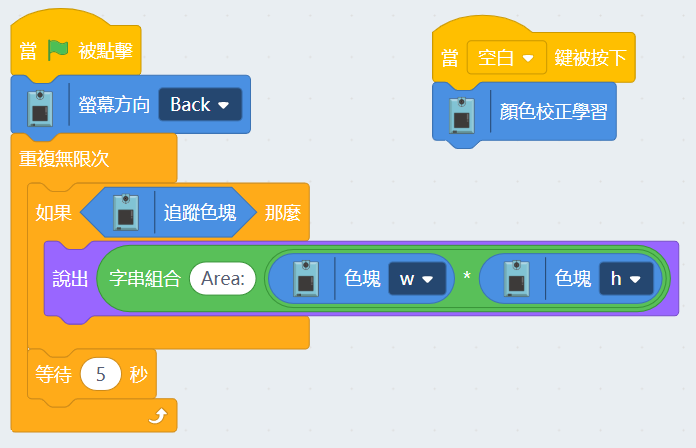 當 被點擊
螢幕方向 Back
重複無限次
如果 追蹤色塊 那麼
說出 字串組合 Area: 色塊 w * 色塊 h
等待 5 秒
當 空白 鍵被按下
顏色校正學習